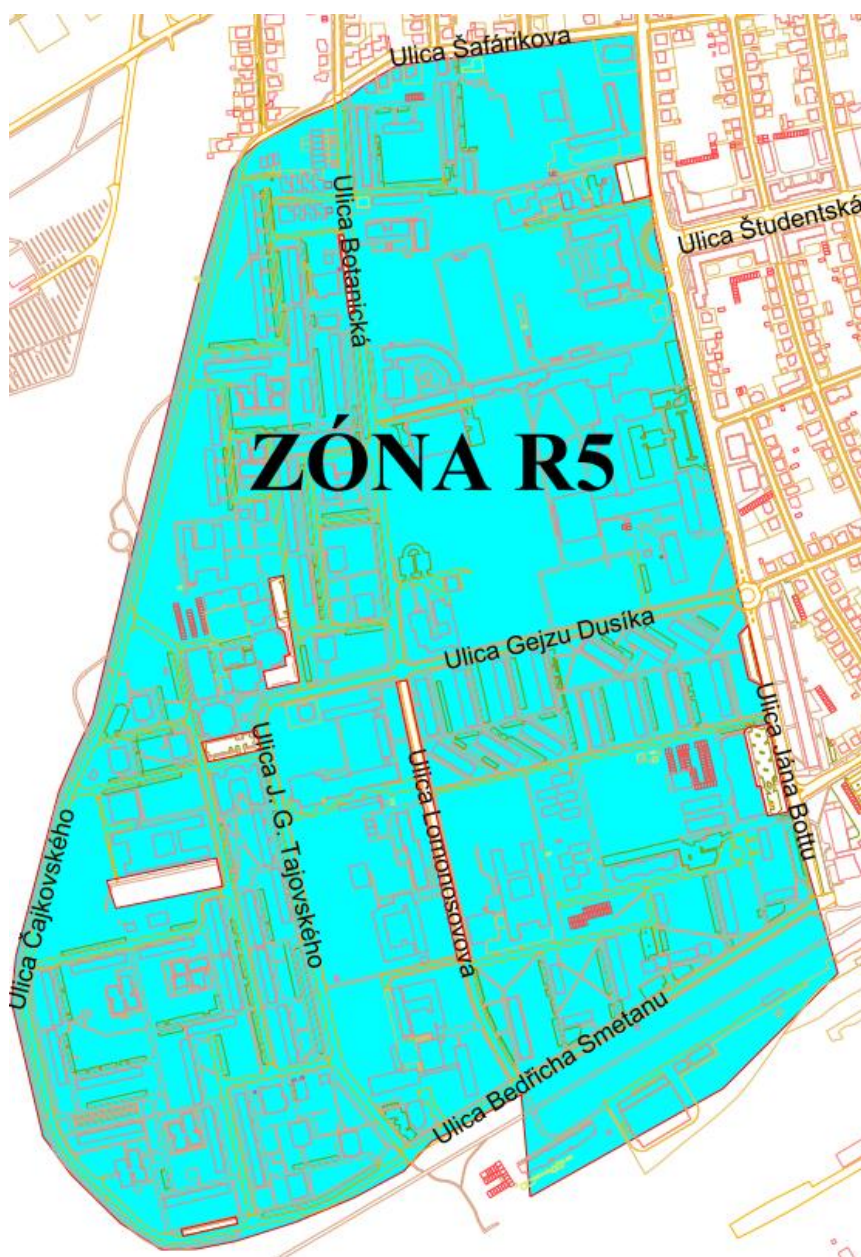 Ulica Šafárikova
Ulica Botanická
Ulica Študentská
ZÓNA R5
Ulica Gejzu Dusíka
Ulica Jána Bottu
Ulica J. G. Tajovského
Ulica Lomonosovova
Ulica Čajkovského
Ulica Bedřicha Smetanu